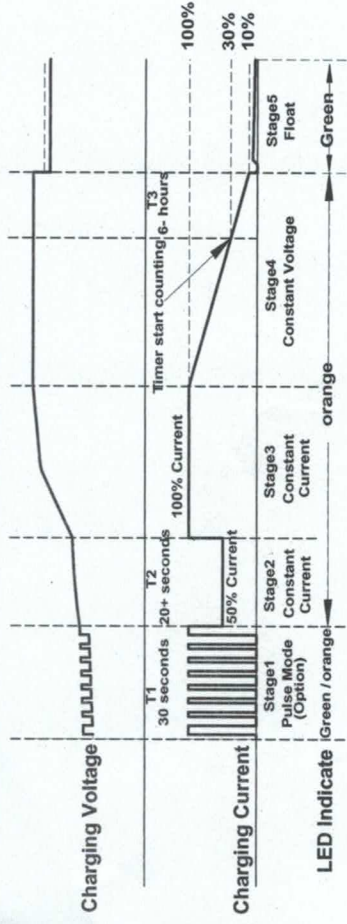 Charging Voltage
T1
30 seconds
T2
20+ seconds
Timer start counting
T3
6- hours
100%
30%
10%
100% Current
50% Current
Charging Current
Stage1
Pulse Mode
(Option)
Stage2
Constant
Current
Stage3
Constant
Current
Stage4
Constant Voltage
Stage5
Float
LED Indicate
Green / orange
orange
Green